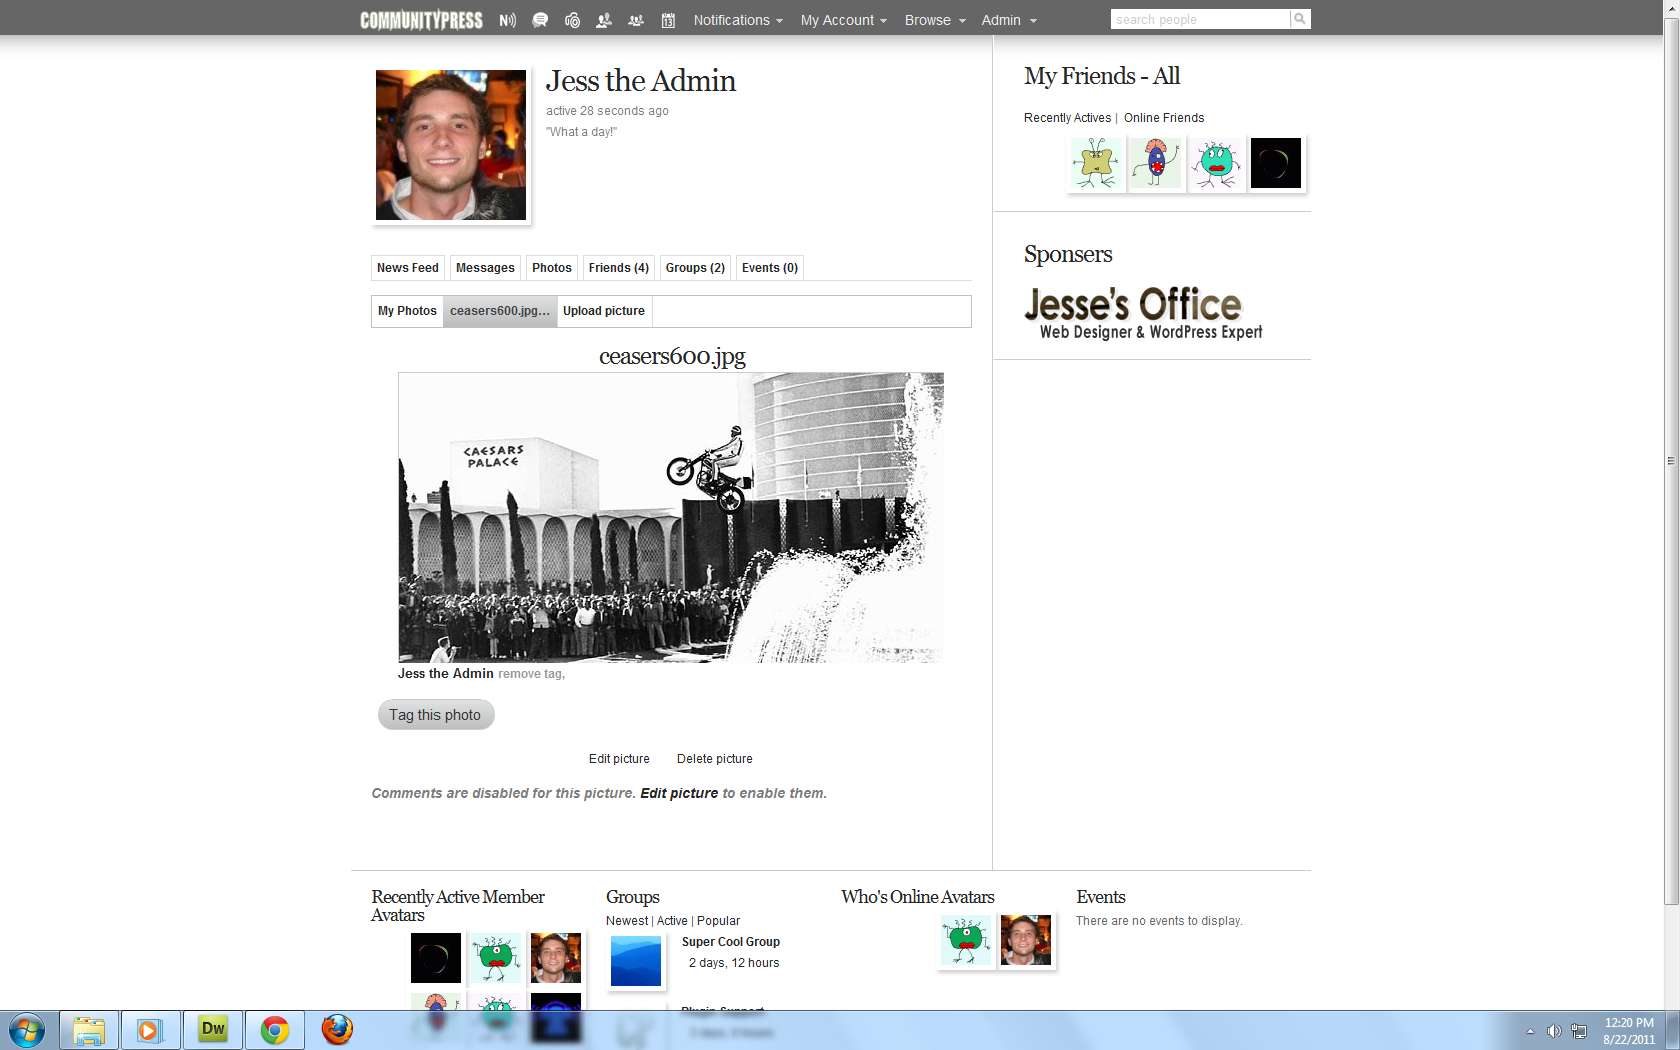 COMMUNITYPRESS N Notifications My Account Browse Admin search people
Jess the Admin
active 28 seconds ago
"What a day!"
News Feed Messages Photos Friends (4) Groups (2) Events (0)
My Photos ceasers600.jpg... Upload picture
ceasers600.jpg
CAESARS
PALACE
Jess the Admin remove tag,
Tag this photo
Edit picture Delete picture
Comments are disabled for this picture. Edit picture to enable them.
My Friends - All
Recently Actives | Online Friends
Sponsers
Jesse's Office
Web Designer & WordPress Expert
Recently Active Member
Avatars
Groups
Newest | Active | Popular
Super Cool Group
2 days, 12 hours
Plugin Support
Who's Online Avatars
Events
There are no events to display.
13
Dw
12:20 PM
8/22/2011